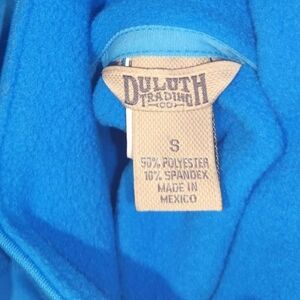 DULUTH
TRADING
CO
S
90% POLYESTER
10% SPANDEX
MADE IN
MEXICO